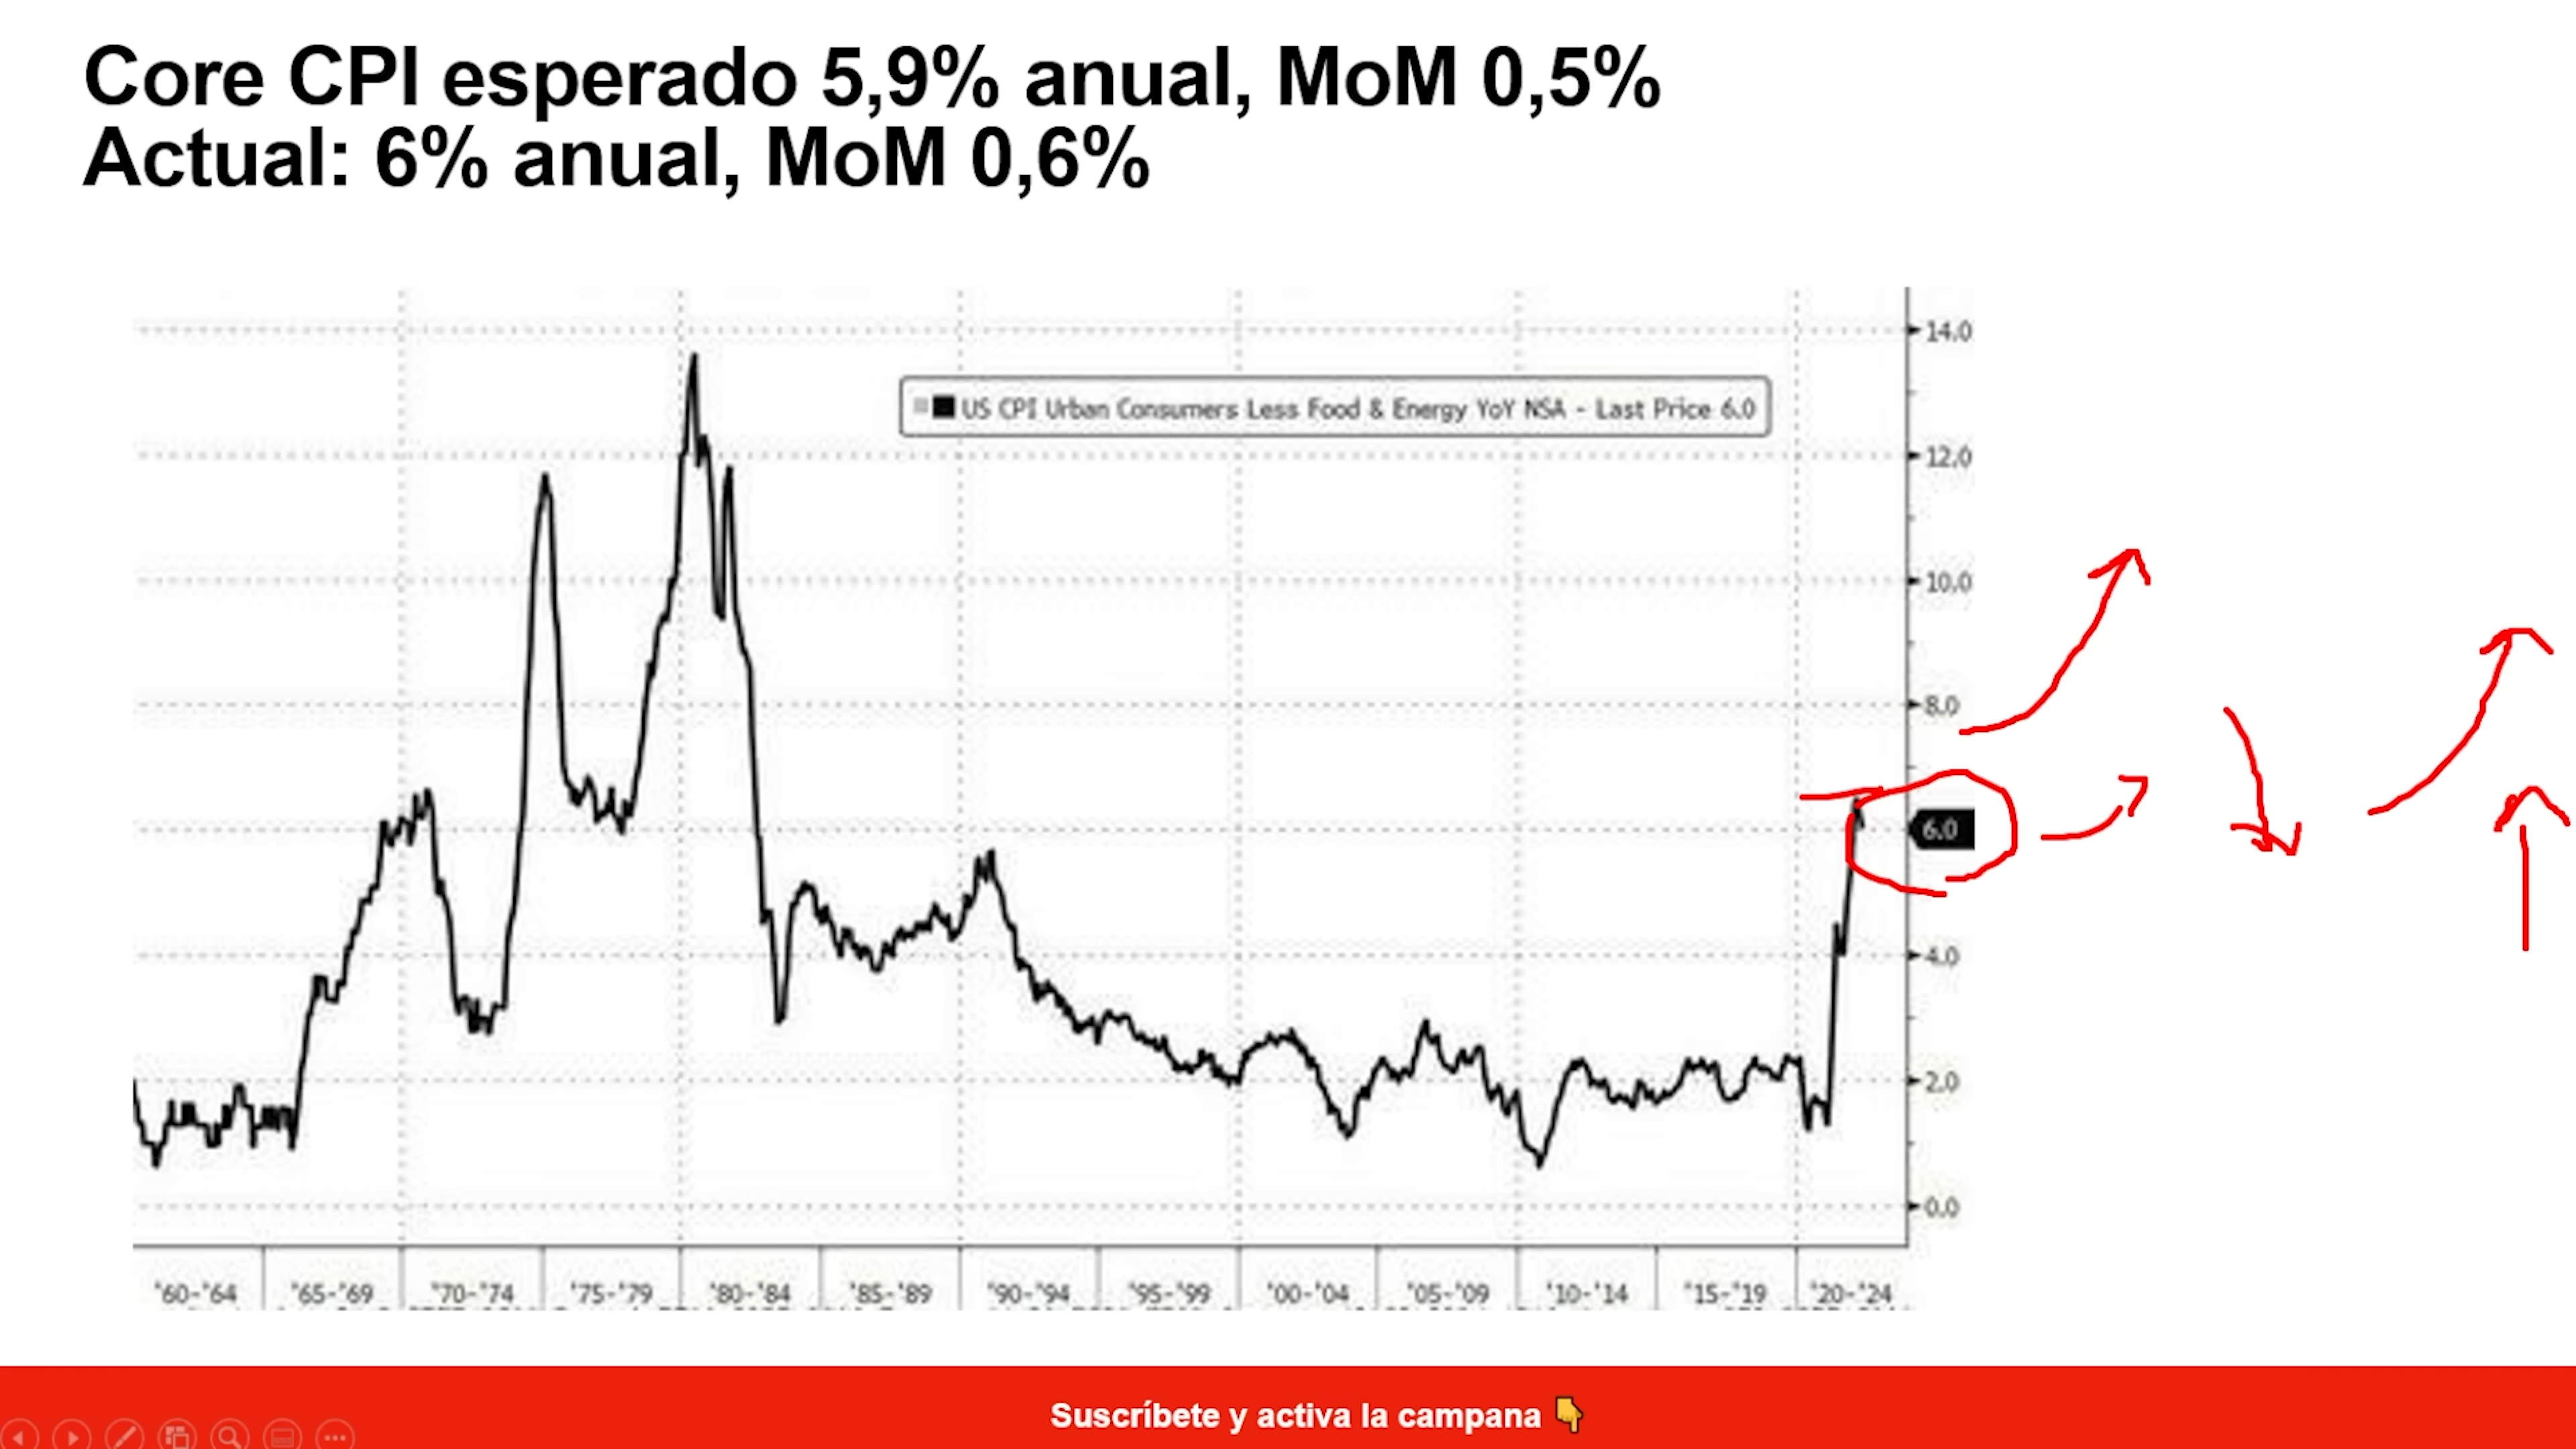 Core CPI esperado 5,9% anual, MoM 0,5%
Actual: 6% anual, MoM 0,6%
14.0
US CPI Urban Consumers Less Food & Energy YoY NSA - Last Price 6.0
12.0
10.0
8.0
6.0
4.0
2.0
0.0
'60-'64 '65-'69 '70-'74 '75-'79 '80-'84 '85-'89 '90-'94 '95-'99 '00-'04 '05-'09 '10-'14 '15-'19 '20-'24
Suscríbete y activa la campana 👇